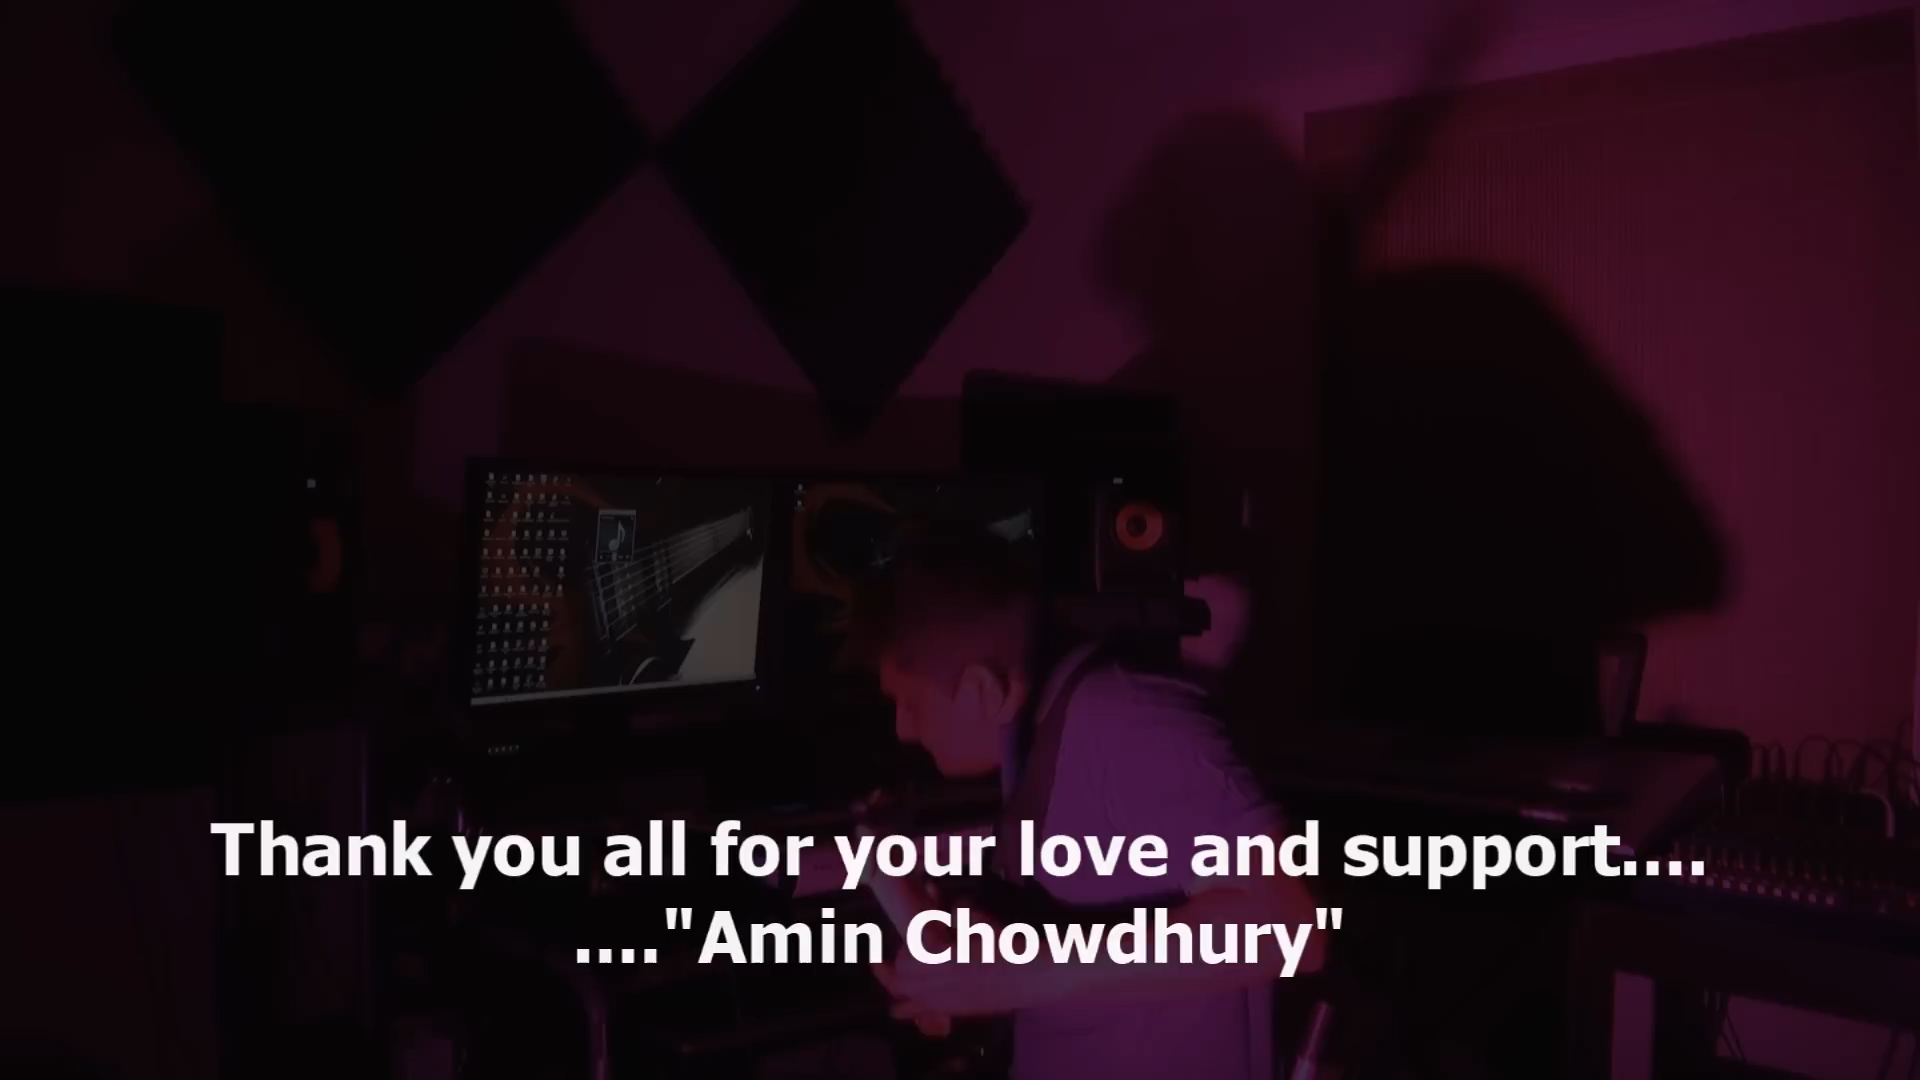 Thank you all for your love and support....
...."Amin Chowdhury"